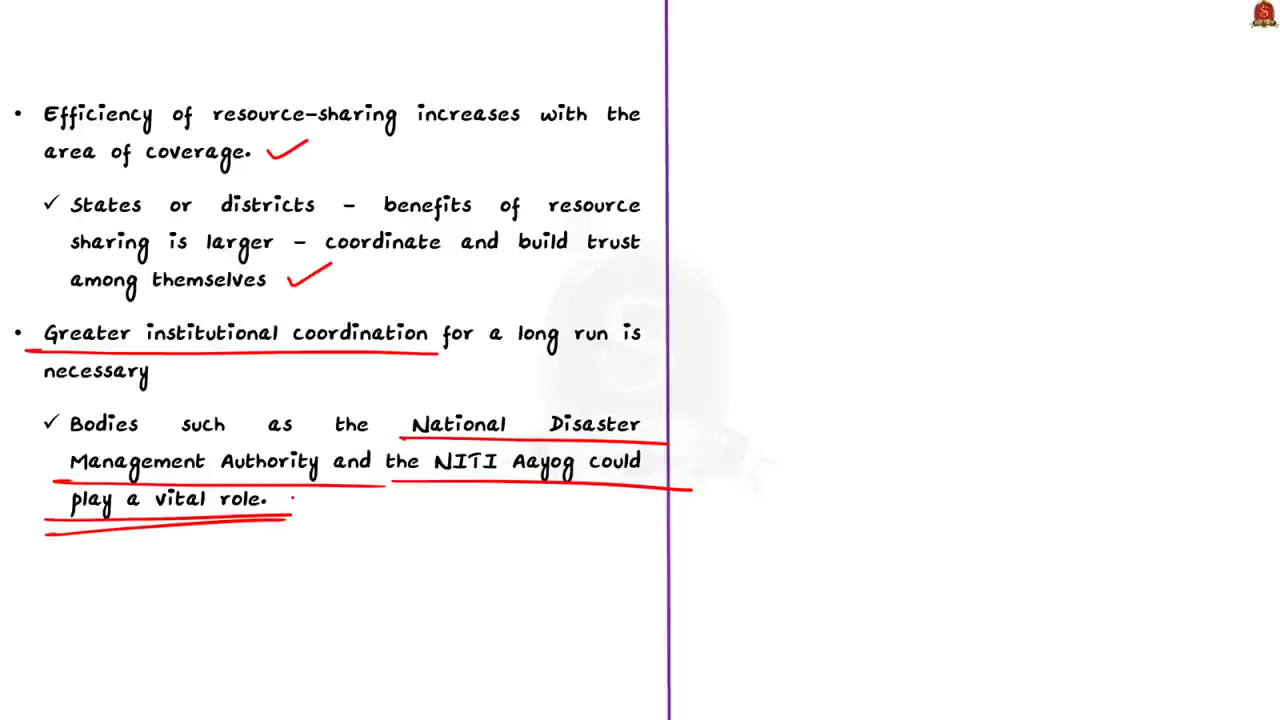 • Efficiency of resource-sharing increases with the
area of coverage.
✓ States or districts – benefits of resource
sharing is larger – coordinate and build trust
among themselves
• Greater institutional coordination for a long run is
necessary
✓ Bodies such as the National Disaster
Management Authority and the NITI Aayog could
play a vital role.